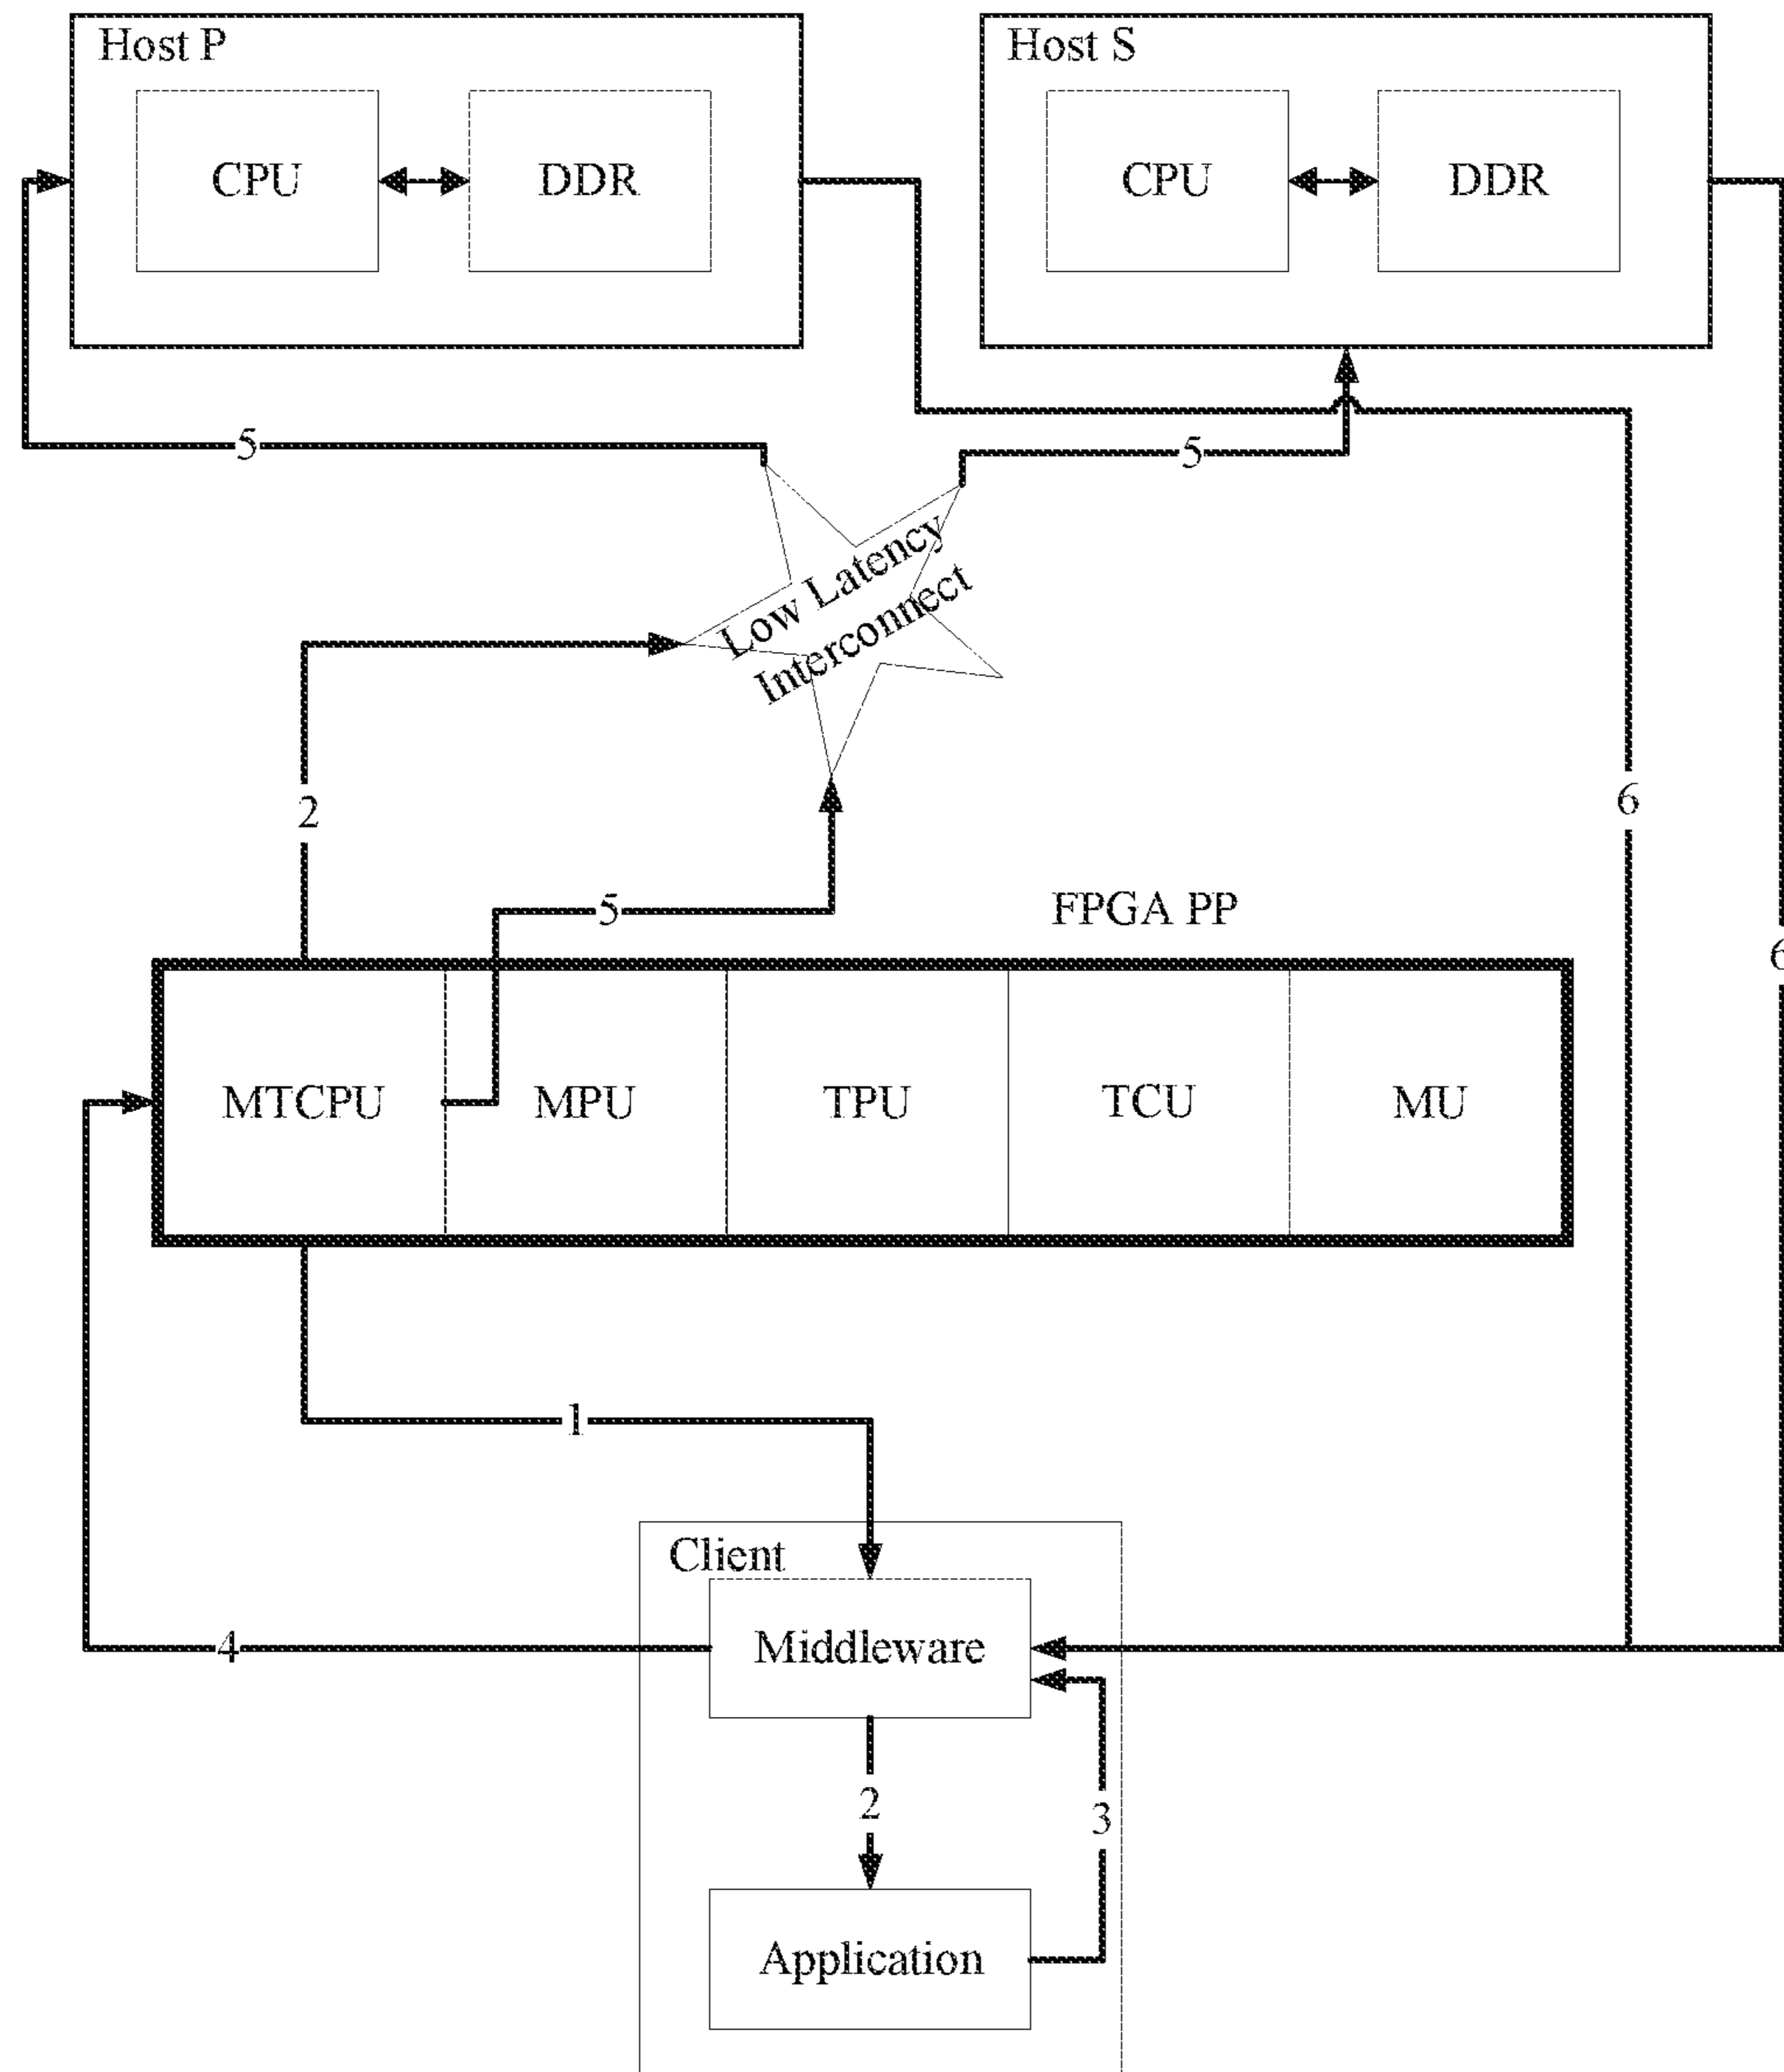 Host P
Host S
CPU
DDR
CPU
DDR
5
5
Low Latency
Interconnect
2
6
5
FPGA PP
6
MTCPU
MPU
TPU
TCU
MU
1
Client
4
Middleware
2
3
Application